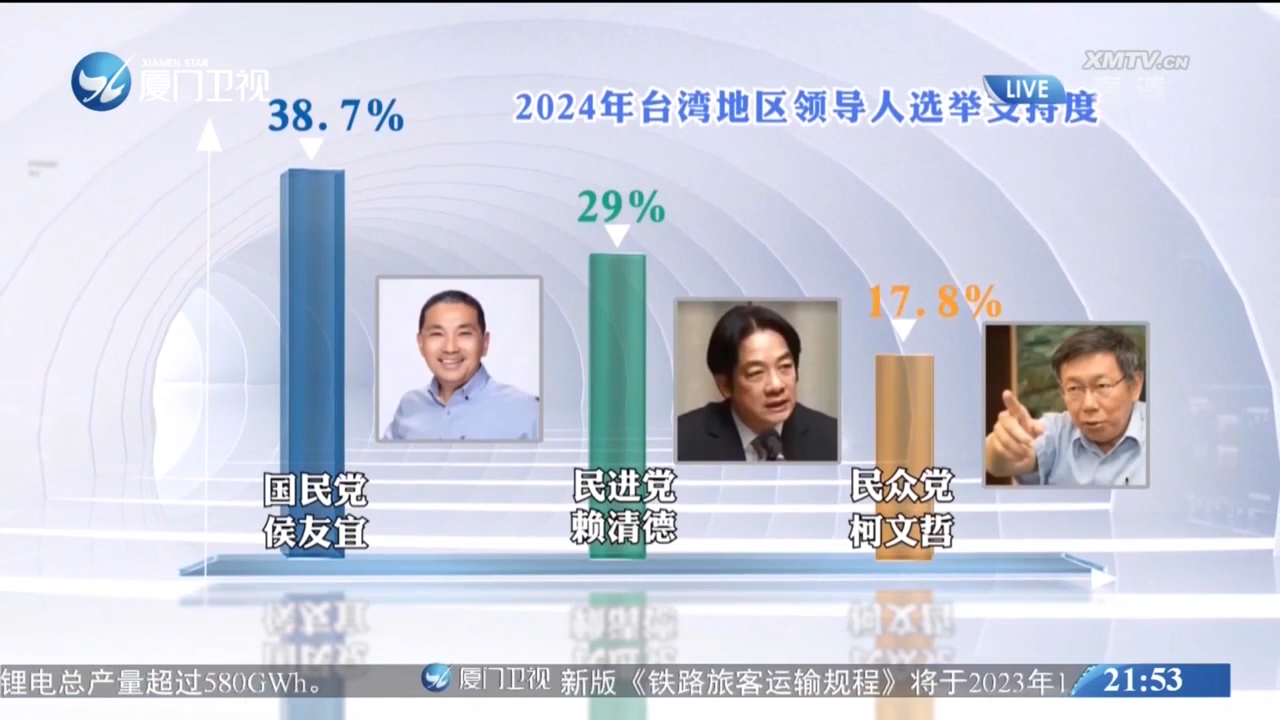 XIAMEN STAR
厦门卫视
XMTV.CN
LIVE
2024年台湾地区领导人选举支持度
38.7%
29%
17.8%
国民党
侯友宜
民进党
赖清德
民众党
柯文哲
锂电总产量超过580GWh。
厦门卫视
新版《铁路旅客运输规程》将于2023年1
21:53